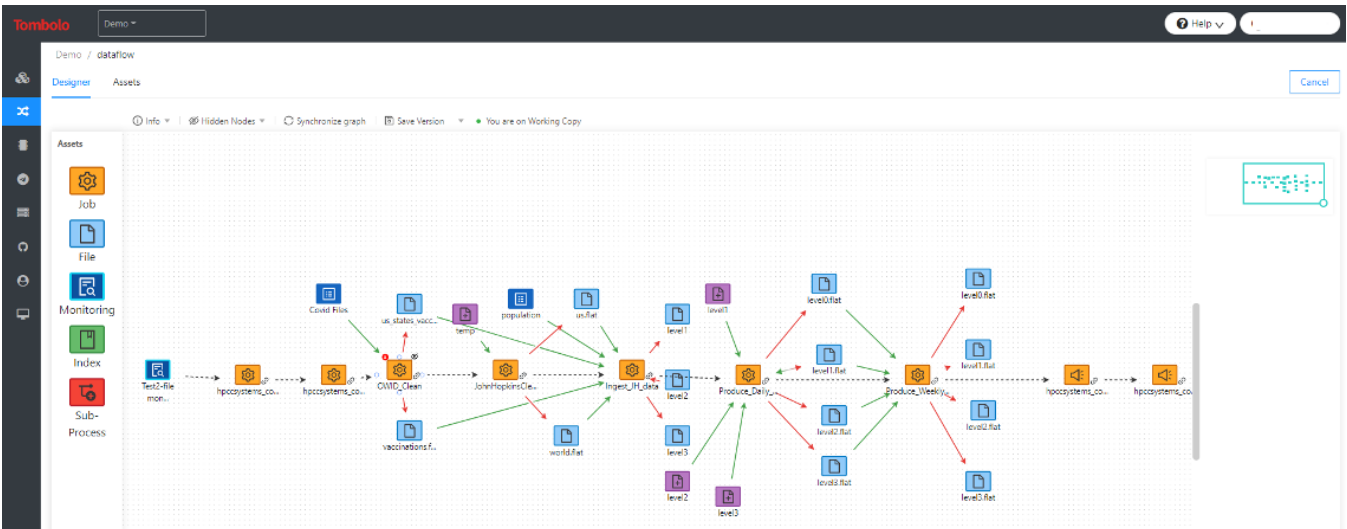 Tombolo
Demo
Help
Demo / dataflow
Designer Assets
Cancel
Info Hidden Nodes Synchronize graph Save Version You are on Working Copy
Assets
Job
File
Monitoring
Index
Sub-
Process
Covid Files
us_states_vacc...
temp
population
us.flat
level1
level1
level0.flat
level0.flat
Test2-file
mon...
hpccsystems_co...
hpccsystems_co...
OWID_Clean
JohnHopkinsCle...
Ingest_JH_data
level2
Produce_Daily_
level1.flat
Produce_Weekly_
level1.flat
hpccsystems_co...
hpccsystems_co.
vaccinations.f...
world.flat
level3
level2.flat
level2.flat
level2
level3
level3.flat
level3.flat